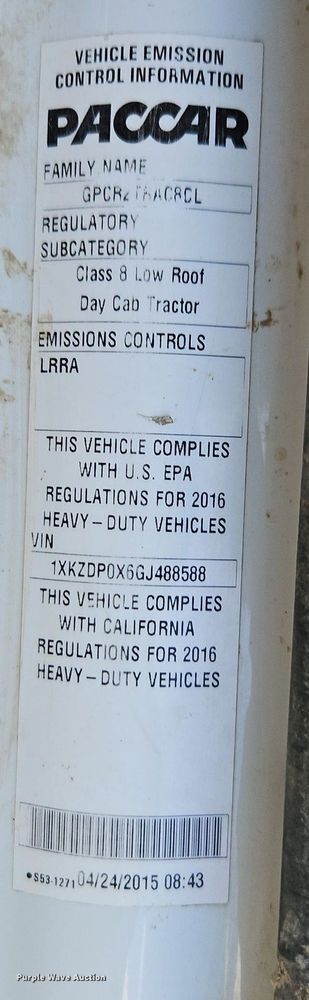 VEHICLE EMISSION
CONTROL INFORMATION
PACCAR
FAMILY NAME
REGULATORY
SUBCATEGORY
Class 8 Low Roof
Day Cab Tractor
EMISSIONS CONTROLS
LRRA
THIS VEHICLE COMPLIES
WITH U.S. EPA
REGULATIONS FOR 2016
HEAVY-DUTY VEHICLES
VIN
1XKZDP0X6GJ488588
THIS VEHICLE COMPLIES
WITH CALIFORNIA
REGULATIONS FOR 2016
HEAVY-DUTY VEHICLES
•S53-1271 04/24/2015 08:43
Purple Wave Auction